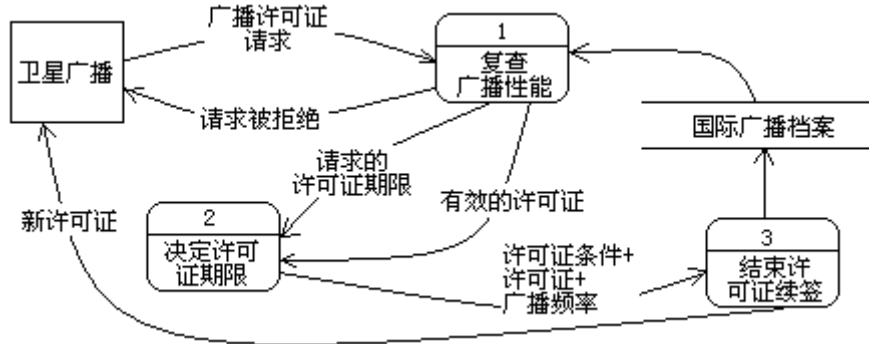 广播许可证
请求
卫星广播
1
复查
广播性能
请求被拒绝
国际广播档案
请求的
许可证期限
有效的许可证
新许可证
2
决定许可
证期限
许可证条件+
许可证+
广播频率
3
结束许
可证续签